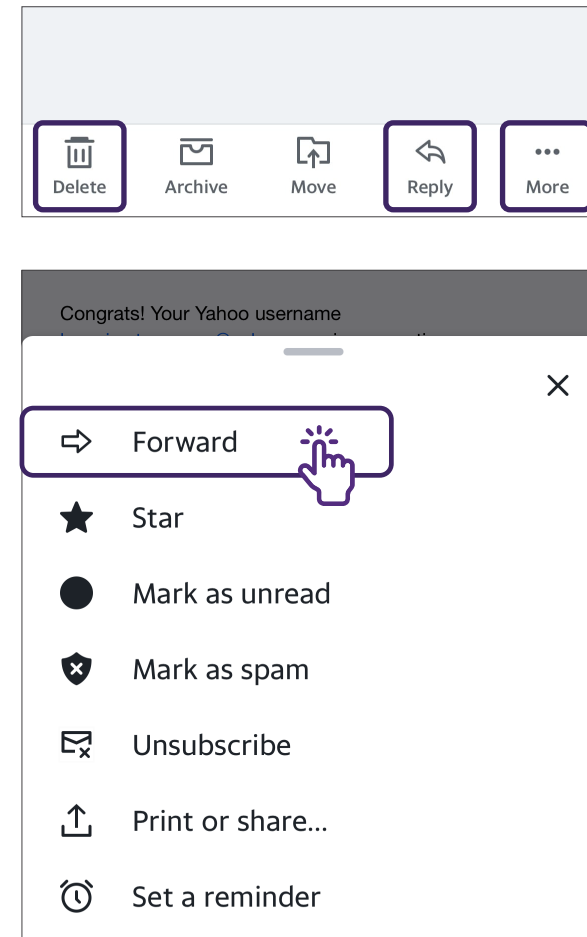 Delete Archive Move Reply More
Congrats! Your Yahoo username
Forward
Star
Mark as unread
Mark as spam
Unsubscribe
Print or share...
Set a reminder